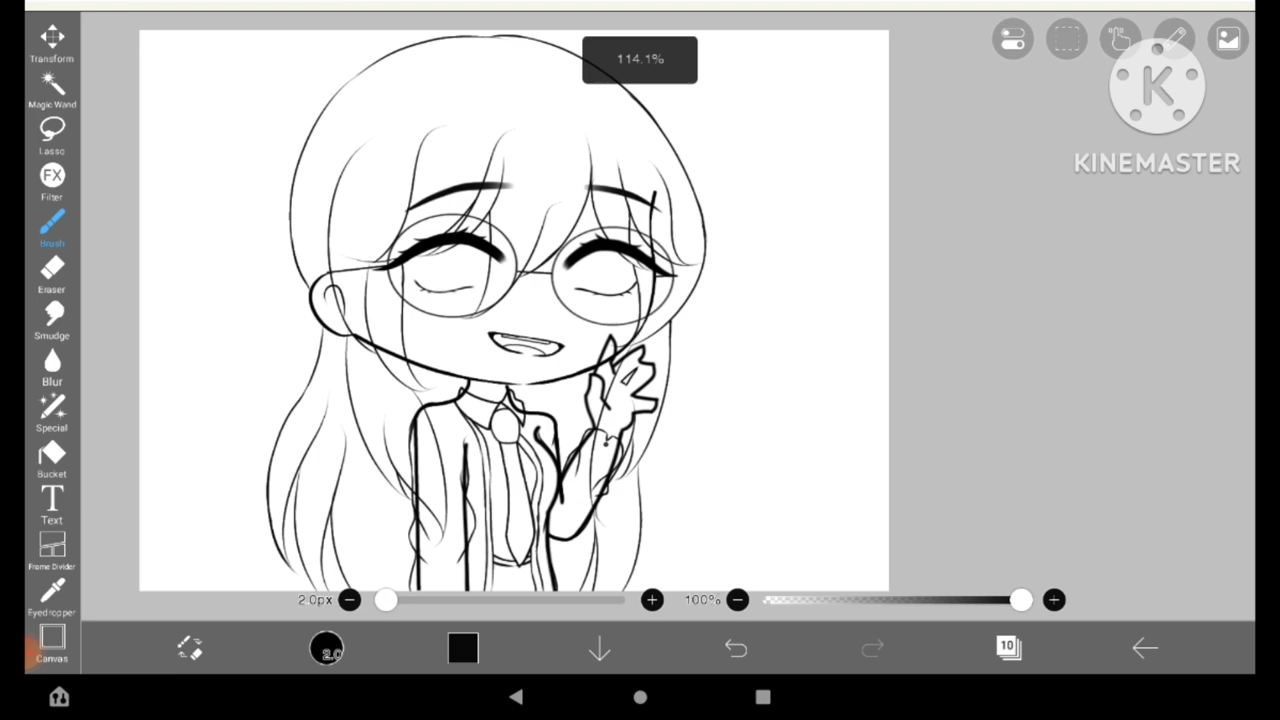 Transform
Magic Wand
Lasso
FX
Filter
Brush
Eraser
Smudge
Blur
Special
Bucket
T
Text
Frame Divider
Eyedropper
Canvas
114.1%
K
KINEMASTER
2.0px
100%
2.0
10